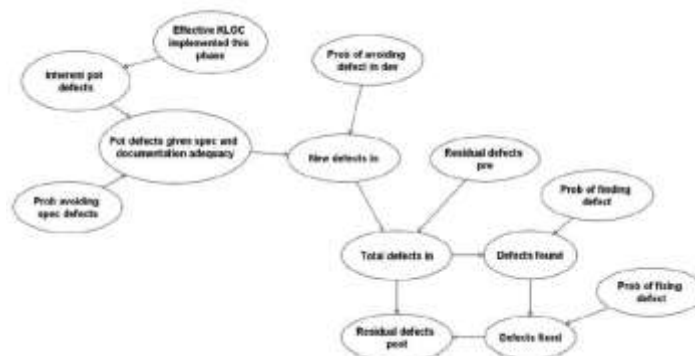 Effective KLOC
implemented this
phase
Inherent pot
defects
Prob of avoiding
defect in dev
Pot defects given spec and
documentation adequacy
New defects in
Residual defects
pre
Prob avoiding
spec defects
Prob of finding
defect
Total defects in
Defects found
Prob of fixing
defect
Residual defects
post
Defects fixed